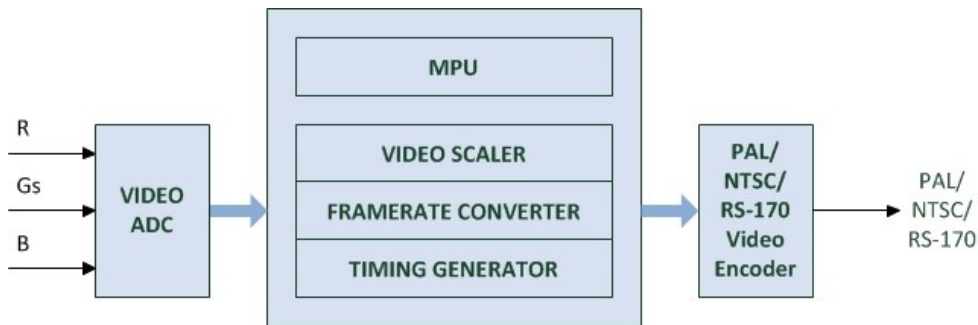 R
Gs
B
VIDEO
ADC
MPU
VIDEO SCALER
FRAMERATE CONVERTER
TIMING GENERATOR
PAL/
NTSC/
RS-170
Video
Encoder
PAL/
NTSC/
RS-170